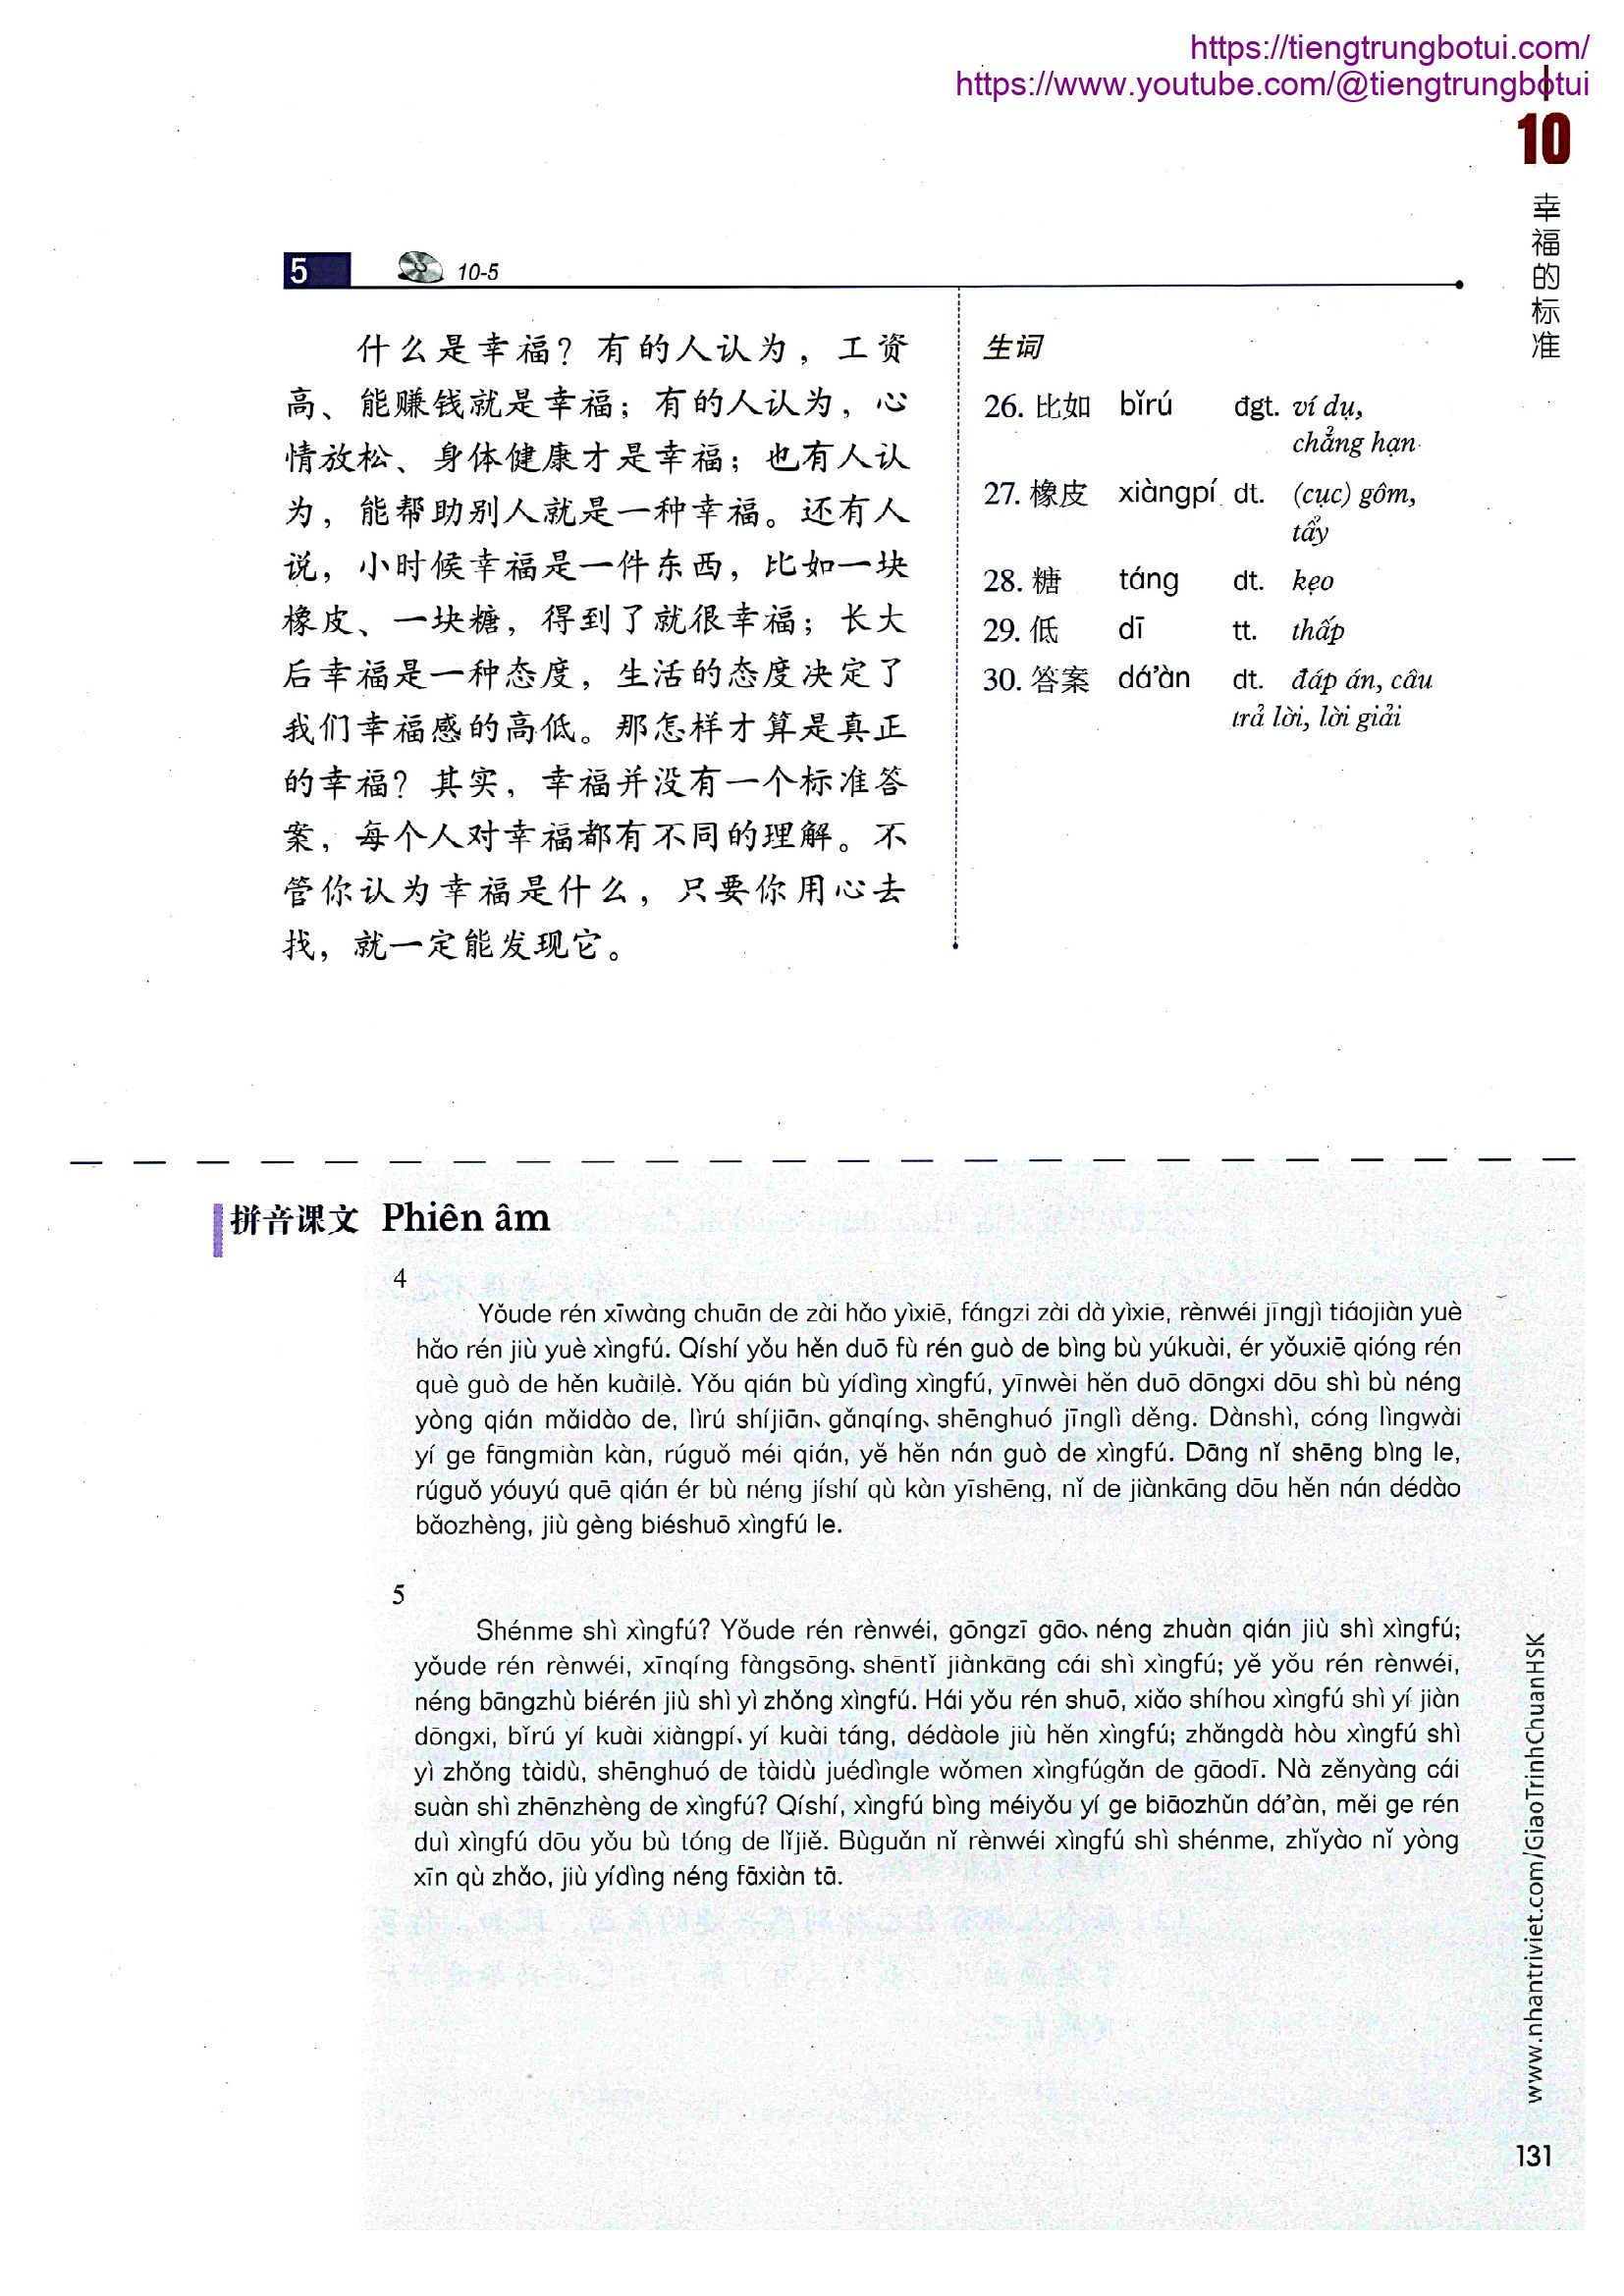 https://tiengtrungbotui.com/
https://www.youtube.com/@tiengtrungbotui
10
幸福的标准
5
10-5
什么是幸福？有的人认为，工资
高、能赚钱就是幸福；有的人认为，心
情放松、身体健康才是幸福；也有人认
为，能帮助别人就是一种幸福。还有人
说，小时候幸福是一件东西，比如一块
橡皮、一块糖，得到了就很幸福；长大
后幸福是一种态度，生活的态度决定了
我们幸福感的高低。那怎样才算是真正
的幸福？其实，幸福并没有一个标准答
案，每个人对幸福都有不同的理解。不
管你认为幸福是什么，只要你用心去
找，就一定能发现它。
生词
26. 比如 bǐrú đgt. ví dụ,
chẳng hạn
27. 橡皮 xiàngpí dt. (cục) gôm,
tẩy
28. 糖 táng dt. kẹo
29. 低 dī tt. thấp
30. 答案 dá’àn dt. đáp án, câu
trả lời, lời giải
拼音课文 Phiên âm
4
Yǒude rén xīwàng chuān de zài hǎo yìxiē, fángzi zài dà yìxie, rènwéi jīngjì tiáojiàn yuè
hǎo rén jiù yuè xìngfú. Qíshí yǒu hěn duō fù rén guò de bìng bù yúkuài, ér yǒuxiē qióng rén
què guò de hěn kuàilè. Yǒu qián bù yídìng xìngfú, yīnwèi hěn duō dōngxi dōu shì bù néng
yòng qián mǎidào de, lìrú shíjiān、gǎnqíng、shēnghuó jīnglì děng. Dànshì, cóng lìngwài
yí ge fāngmiàn kàn, rúguǒ méi qián, yě hěn nán guò de xìngfú. Dāng nǐ shēng bìng le,
rúguǒ yóuyú quē qián ér bù néng jíshí qù kàn yīshēng, nǐ de jiànkāng dōu hěn nán dédào
bǎozhèng, jiù gèng biéshuō xìngfú le.
5
Shénme shì xìngfú? Yǒude rén rènwéi, gōngzī gāo、néng zhuàn qián jiù shì xìngfú;
yǒude rén rènwéi, xīnqíng fàngsōng、shēntǐ jiànkāng cái shì xìngfú; yě yǒu rén rènwéi,
néng bāngzhù biérén jiù shì yì zhǒng xìngfú. Hái yǒu rén shuō, xiǎo shíhou xìngfú shì yí jiàn
dōngxi, bǐrú yí kuài xiàngpí、yí kuài táng, dédàole jiù hěn xìngfú; zhǎngdà hòu xìngfú shì
yì zhǒng tàidù, shēnghuó de tàidù juédìngle wǒmen xìngfúgǎn de gāodī. Nà zěnyàng cái
suàn shì zhēnzhèng de xìngfú? Qíshí, xìngfú bìng méiyǒu yí ge biāozhǔn dá’àn, měi ge rén
duì xìngfú dōu yǒu bù tóng de lǐjiě. Bùguǎn nǐ rènwéi xìngfú shì shénme, zhǐyào nǐ yòng
xīn qù zhǎo, jiù yídìng néng fāxiàn tā.
www.nhantriviet.com/GiaoTrinhChuanHSK
131